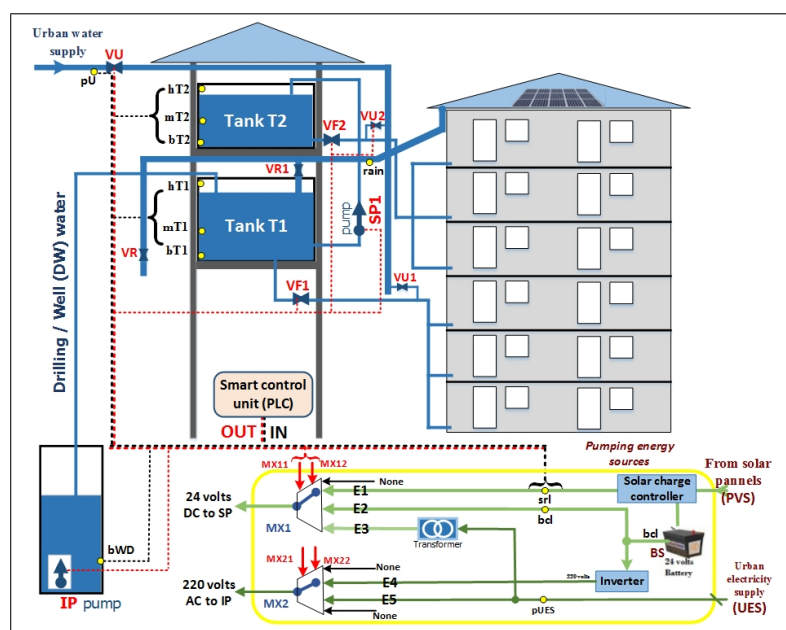 Urban water
supply
VU
pU
hT2
mT2
bT2
Tank T2
VF2
VU2
rain
VR1
hT1
mT1
bT1
Tank T1
pump
SP1
VR
VF1
VU1
Drilling / Well (DW) water
Smart control
unit (PLC)
OUT
IN
Pumping energy
sources
MX11
MX12
None
From solar
pannels
(PVS)
24 volts
DC to SP
MX1
E1
E2
E3
srl
bcl
Solar charge
controller
Transformer
bcl
BS
24 volts
Battery
bWD
IP pump
MX21
MX22
None
220 volts
AC to IP
MX2
E4
E5
None
220 volts
Inverter
pUES
Urban
electricity
supply
(UES)